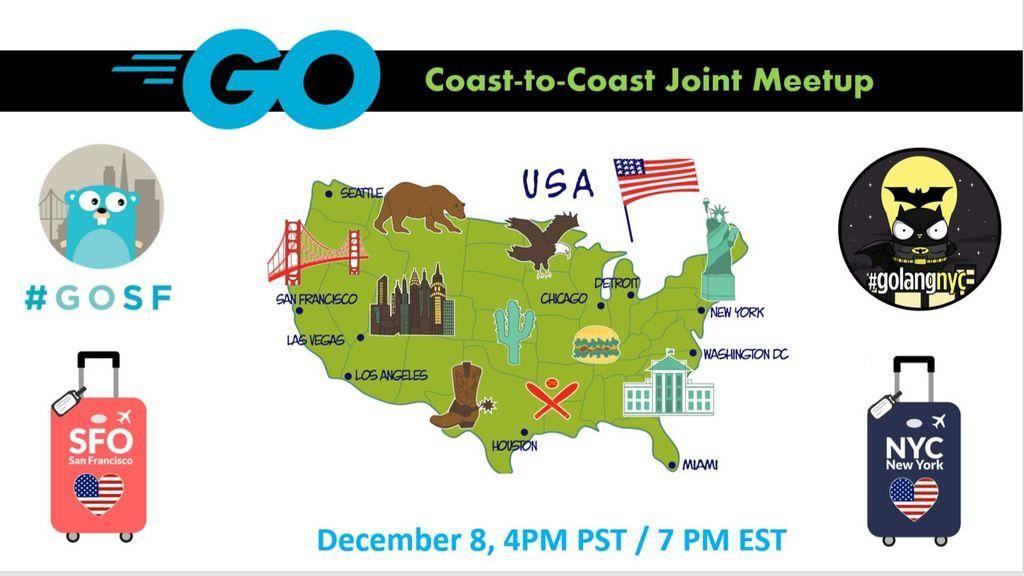 GO
Coast-to-Coast Joint Meetup
USA
SEATTLE
#GOSF
#golangnyc
DETROIT
CHICAGO
SAN FRANCISCO
NEW YORK
LAS VEGAS
WASHINGTON DC
LOS ANGELES
SFO
San Francisco
NYC
New York
HOUSTON
MIAMI
December 8, 4PM PST / 7 PM EST